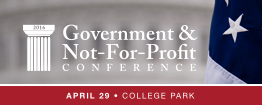 2016
Government &
Not-For-Profit
CONFERENCE
APRIL 29 • COLLEGE PARK